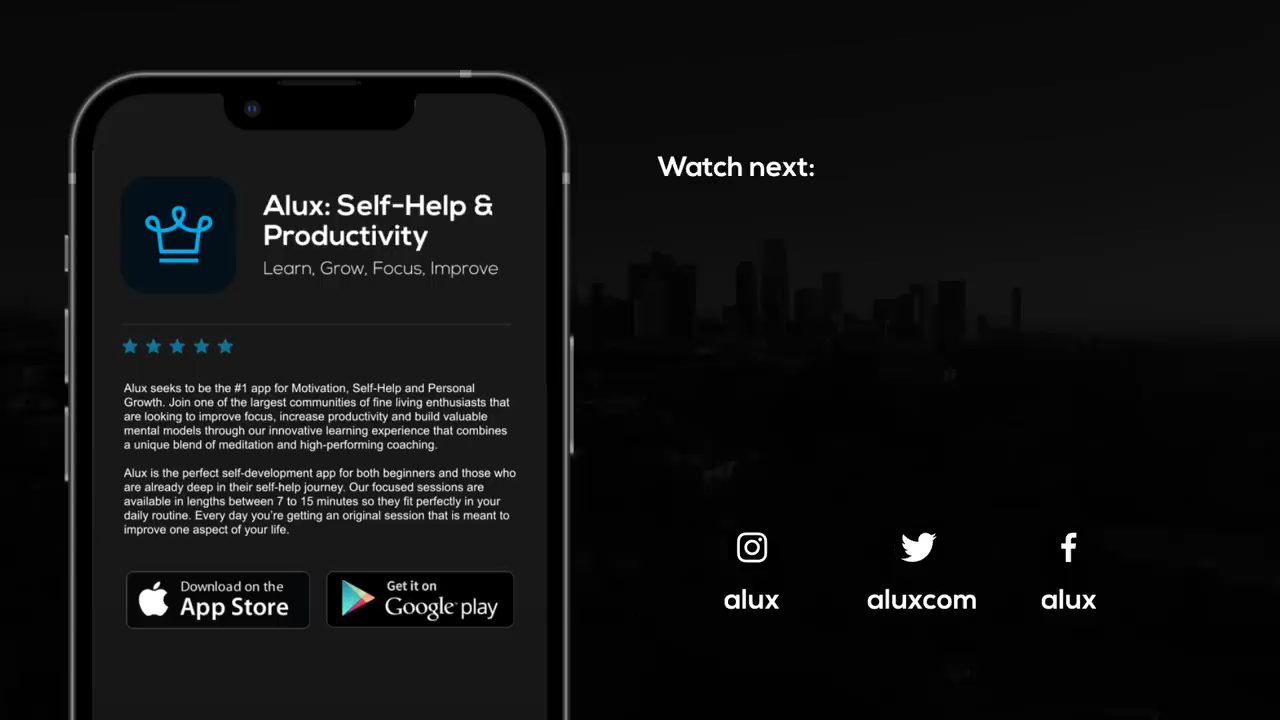 Alux: Self-Help &
Productivity
Learn, Grow, Focus, Improve
Alux seeks to be the #1 app for Motivation, Self-Help and Personal
Growth. Join one of the largest communities of fine living enthusiasts that
are looking to improve focus, increase productivity and build valuable
mental models through our innovative learning experience that combines
a unique blend of meditation and high-performing coaching.
Alux is the perfect self-development app for both beginners and those who
are already deep in their self-help journey. Our focused sessions are
available in lengths between 7 to 15 minutes so they fit perfectly in your
daily routine. Every day you're getting an original session that is meant to
improve one aspect of your life.
Download on the
App Store
Get it on
Google play
Watch next:
alux
aluxcom
alux